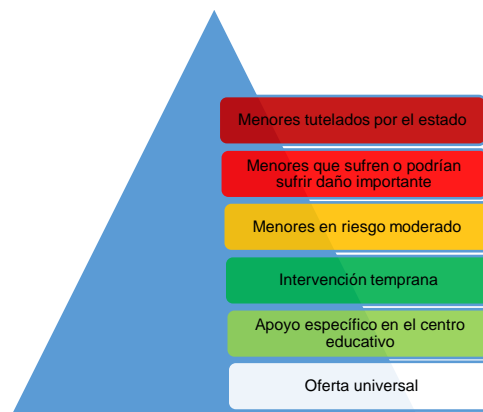 Menores tutelados por el estado
Menores que sufren o podrían
sufrir daño importante
Menores en riesgo moderado
Intervención temprana
Apoyo específico en el centro
educativo
Oferta universal